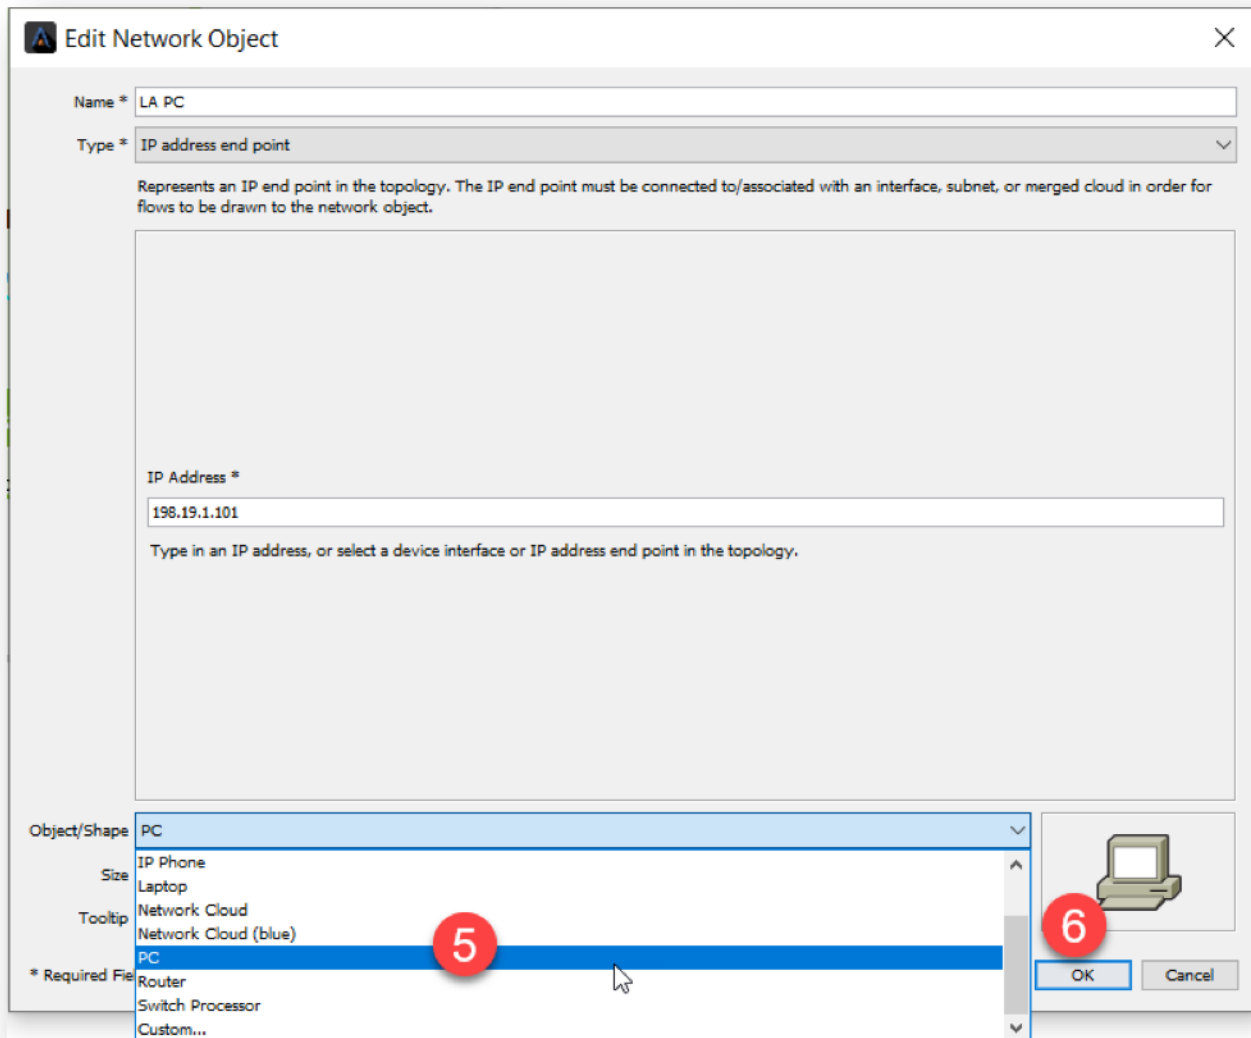 Edit Network Object
Name * LA PC
Type * IP address end point
Represents an IP end point in the topology. The IP end point must be connected to/associated with an interface, subnet, or merged cloud in order for
flows to be drawn to the network object.
IP Address *
198.19.1.101
Type in an IP address, or select a device interface or IP address end point in the topology.
Object/Shape PC
IP Phone
Size
Laptop
Network Cloud
Tooltip
Network Cloud (blue)
5
6
PC
* Required Fie
OK
Cancel
Router
Switch Processor
Custom...